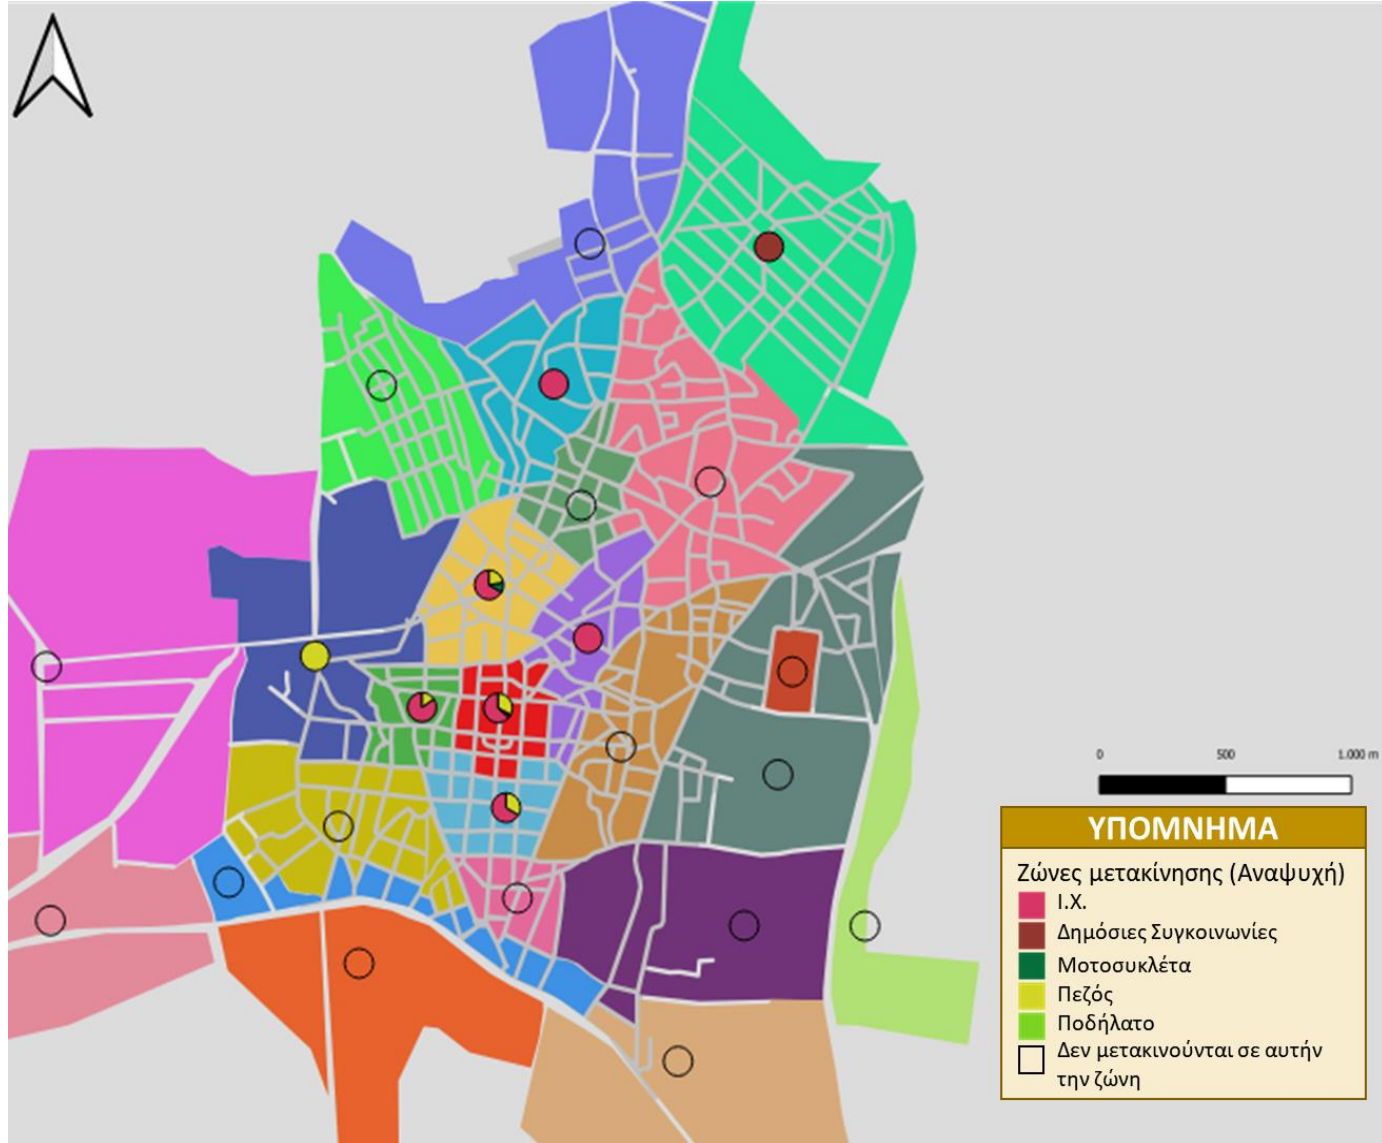 0 500 1.000 m
ΥΠΟΜΝΗΜΑ
Ζώνες μετακίνησης (Αναψυχή)
Ι.Χ.
Δημόσιες Συγκοινωνίες
Μοτοσυκλέτα
Πεζός
Ποδήλατο
Δεν μετακινούνται σε αυτήν
την ζώνη